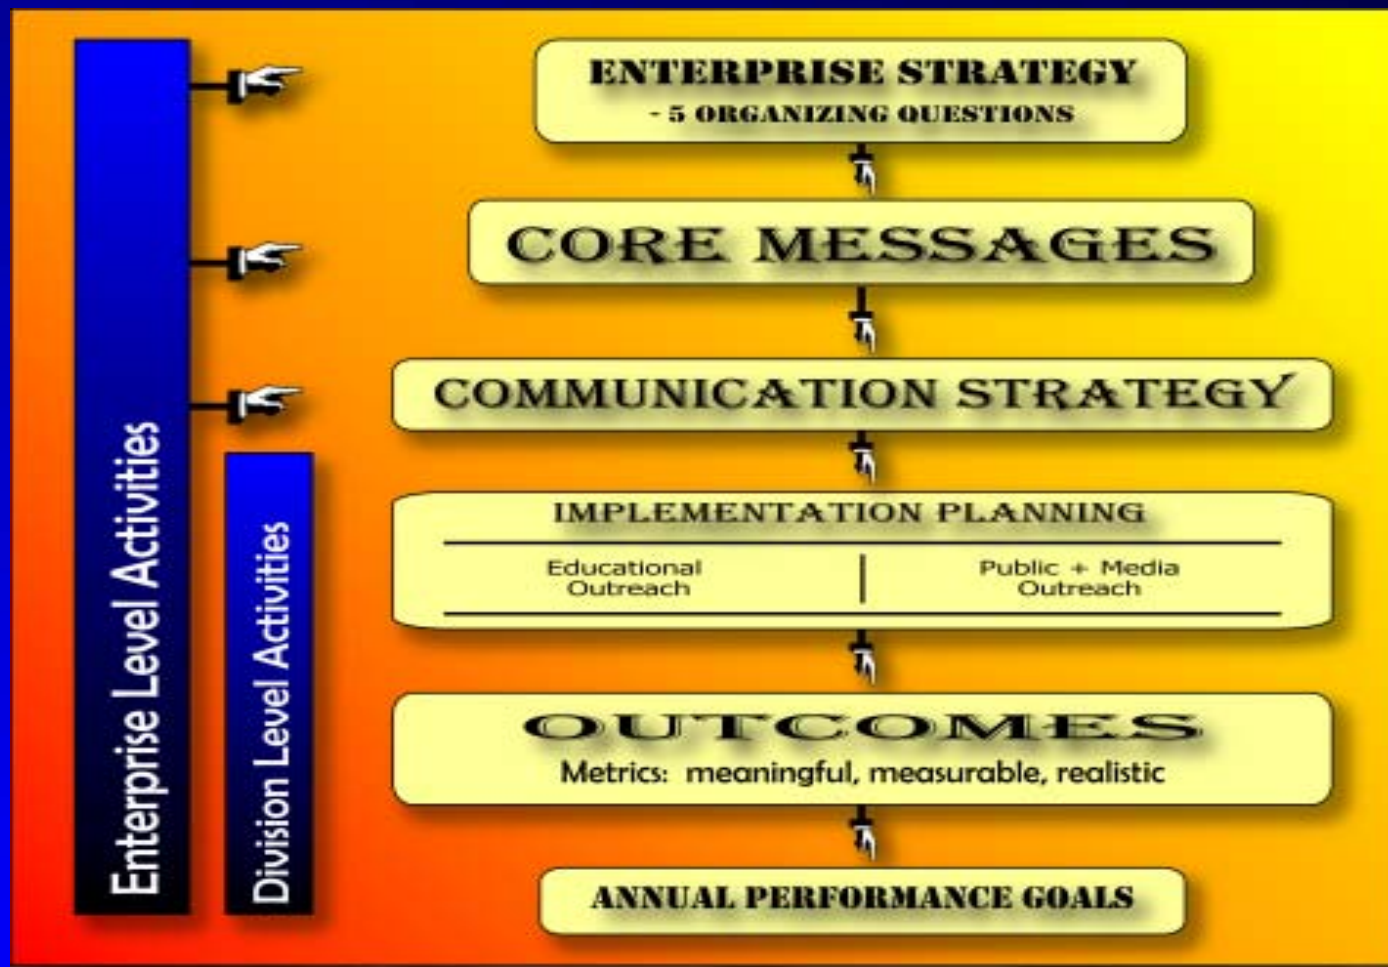 Enterprise Level Activities
Division Level Activities
ENTERPRISE STRATEGY
- 5 ORGANIZING QUESTIONS
CORE MESSAGES
COMMUNICATION STRATEGY
IMPLEMENTATION PLANNING
Educational
Outreach
Public + Media
Outreach
OUTCOMES
Metrics: meaningful, measurable, realistic
ANNUAL PERFORMANCE GOALS